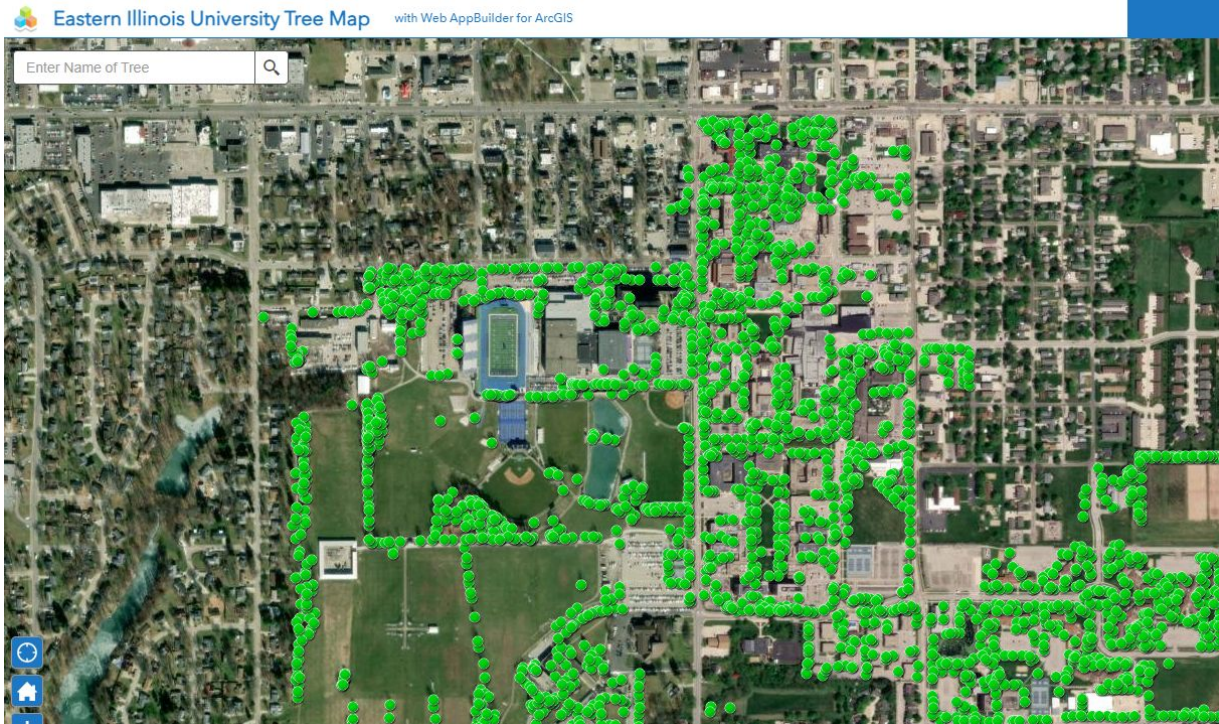 Eastern Illinois University Tree Map with Web AppBuilder for ArcGIS
Enter Name of Tree